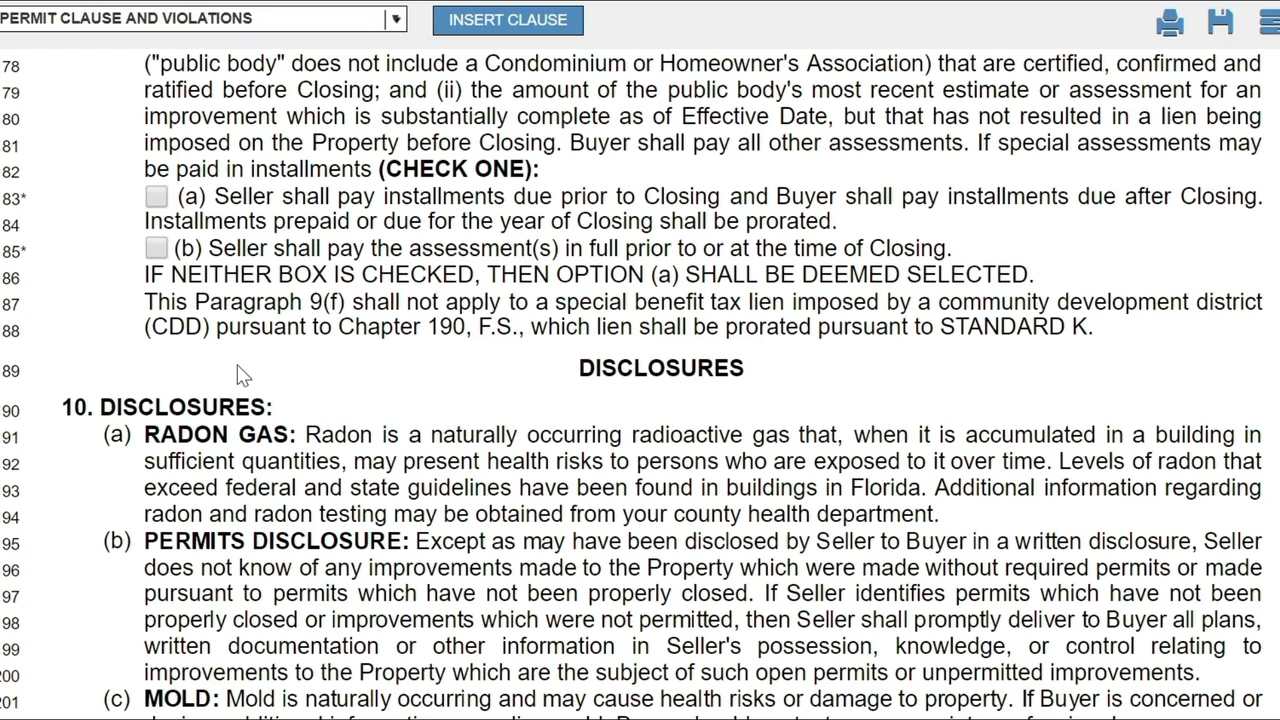 PERMIT CLAUSE AND VIOLATIONS
INSERT CLAUSE
78 ("public body" does not include a Condominium or Homeowner's Association) that are certified, confirmed and
79 ratified before Closing; and (ii) the amount of the public body's most recent estimate or assessment for an
80 improvement which is substantially complete as of Effective Date, but that has not resulted in a lien being
81 imposed on the Property before Closing. Buyer shall pay all other assessments. If special assessments may
82 be paid in installments (CHECK ONE):
83* (a) Seller shall pay installments due prior to Closing and Buyer shall pay installments due after Closing.
84 Installments prepaid or due for the year of Closing shall be prorated.
85* (b) Seller shall pay the assessment(s) in full prior to or at the time of Closing.
86 IF NEITHER BOX IS CHECKED, THEN OPTION (a) SHALL BE DEEMED SELECTED.
87 This Paragraph 9(f) shall not apply to a special benefit tax lien imposed by a community development district
88 (CDD) pursuant to Chapter 190, F.S., which lien shall be prorated pursuant to STANDARD K.
89 DISCLOSURES
90 10. DISCLOSURES:
91 (a) RADON GAS: Radon is a naturally occurring radioactive gas that, when it is accumulated in a building in
92 sufficient quantities, may present health risks to persons who are exposed to it over time. Levels of radon that
93 exceed federal and state guidelines have been found in buildings in Florida. Additional information regarding
94 radon and radon testing may be obtained from your county health department.
95 (b) PERMITS DISCLOSURE: Except as may have been disclosed by Seller to Buyer in a written disclosure, Seller
96 does not know of any improvements made to the Property which were made without required permits or made
97 pursuant to permits which have not been properly closed. If Seller identifies permits which have not been
98 properly closed or improvements which were not permitted, then Seller shall promptly deliver to Buyer all plans,
99 written documentation or other information in Seller's possession, knowledge, or control relating to
200 improvements to the Property which are the subject of such open permits or unpermitted improvements.
201 (c) MOLD: Mold is naturally occurring and may cause health risks or damage to property. If Buyer is concerned or